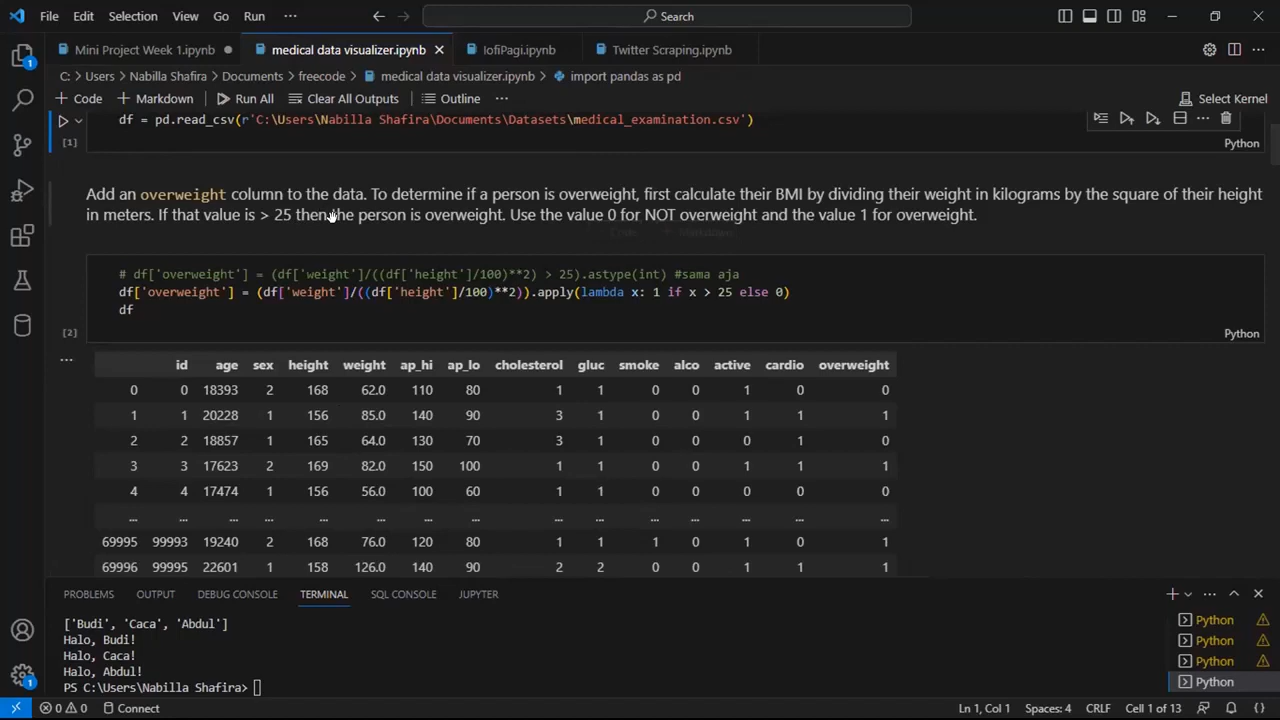 File Edit Selection View Go Run ··· Search
Mini Project Week 1.ipynb medical data visualizer.ipynb IofiPagi.ipynb Twitter Scraping.ipynb
C: > Users > Nabilla Shafira > Documents > freecode > medical data visualizer.ipynb > import pandas as pd
+ Code + Markdown Run All Clear All Outputs Outline ··· Select Kernel
df = pd.read_csv(r'C:\Users\Nabilla Shafira\Documents\Datasets\medical_examination.csv')
[1] Python
Add an overweight column to the data. To determine if a person is overweight, first calculate their BMI by dividing their weight in kilograms by the square of their height
in meters. If that value is > 25 then the person is overweight. Use the value 0 for NOT overweight and the value 1 for overweight.
+ Code + Markdown
# df['overweight'] = (df['weight']/((df['height']/100)**2) > 25).astype(int) #sama aja
df['overweight'] = (df['weight']/((df['height']/100)**2)).apply(lambda x: 1 if x > 25 else 0)
df
[2] Python
...
id age sex height weight ap_hi ap_lo cholesterol gluc smoke alco active cardio overweight
0 0 18393 2 168 62.0 110 80 1 1 0 0 1 0 0
1 1 20228 1 156 85.0 140 90 3 1 0 0 1 1 1
2 2 18857 1 165 64.0 130 70 3 1 0 0 0 1 0
3 3 17623 2 169 82.0 150 100 1 1 0 0 1 1 1
4 4 17474 1 156 56.0 100 60 1 1 0 0 0 0 0
... ... ... ... ... ... ... ... ... ... ... ... ... ... ...
69995 99993 19240 2 168 76.0 120 80 1 1 1 0 1 0 1
69996 99995 22601 1 158 126.0 140 90 2 2 0 0 1 1 1
PROBLEMS OUTPUT DEBUG CONSOLE TERMINAL SQL CONSOLE JUPYTER
['Budi', 'Caca', 'Abdul']
Halo, Budi!
Halo, Caca!
Halo, Abdul!
PS C:\Users\Nabilla Shafira>
Python
Python
Python
Python
0 0 Connect Ln 1, Col 1 Spaces: 4 CRLF Cell 1 of 13